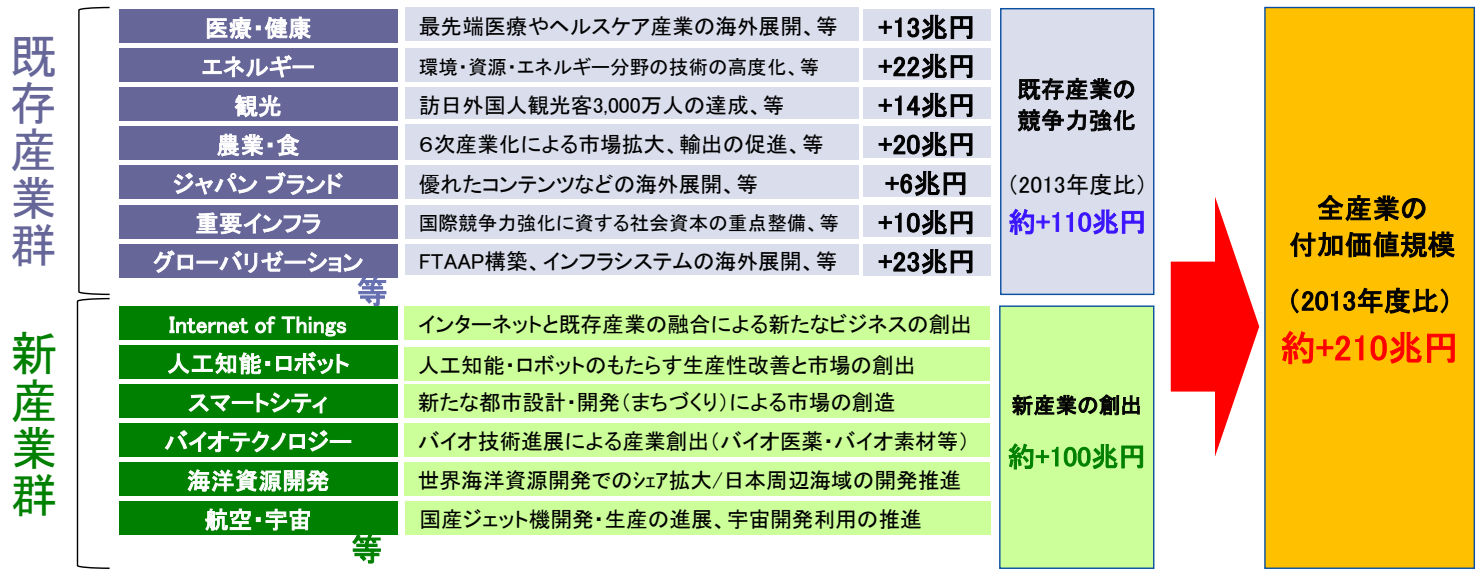 既存産業群
医療・健康 最先端医療やヘルスケア産業の海外展開、等 +13兆円
エネルギー 環境・資源・エネルギー分野の技術の高度化、等 +22兆円
観光 訪日外国人観光客3,000万人の達成、等 +14兆円
農業・食 6次産業化による市場拡大、輸出の促進、等 +20兆円
ジャパン ブランド 優れたコンテンツなどの海外展開、等 +6兆円
重要インフラ 国際競争力強化に資する社会資本の重点整備、等 +10兆円
グローバリゼーション FTAAP構築、インフラシステムの海外展開、等 +23兆円
等
既存産業の
競争力強化
(2013年度比)
約+110兆円
新産業群
Internet of Things インターネットと既存産業の融合による新たなビジネスの創出
人工知能・ロボット 人工知能・ロボットのもたらす生産性改善と市場の創出
スマートシティ 新たな都市設計・開発(まちづくり)による市場の創造
バイオテクノロジー バイオ技術進展による産業創出(バイオ医薬・バイオ素材等)
海洋資源開発 世界海洋資源開発でのシェア拡大/日本周辺海域の開発推進
航空・宇宙 国産ジェット機開発・生産の進展、宇宙開発利用の推進
等
新産業の創出
約+100兆円
全産業の
付加価値規模
(2013年度比)
約+210兆円